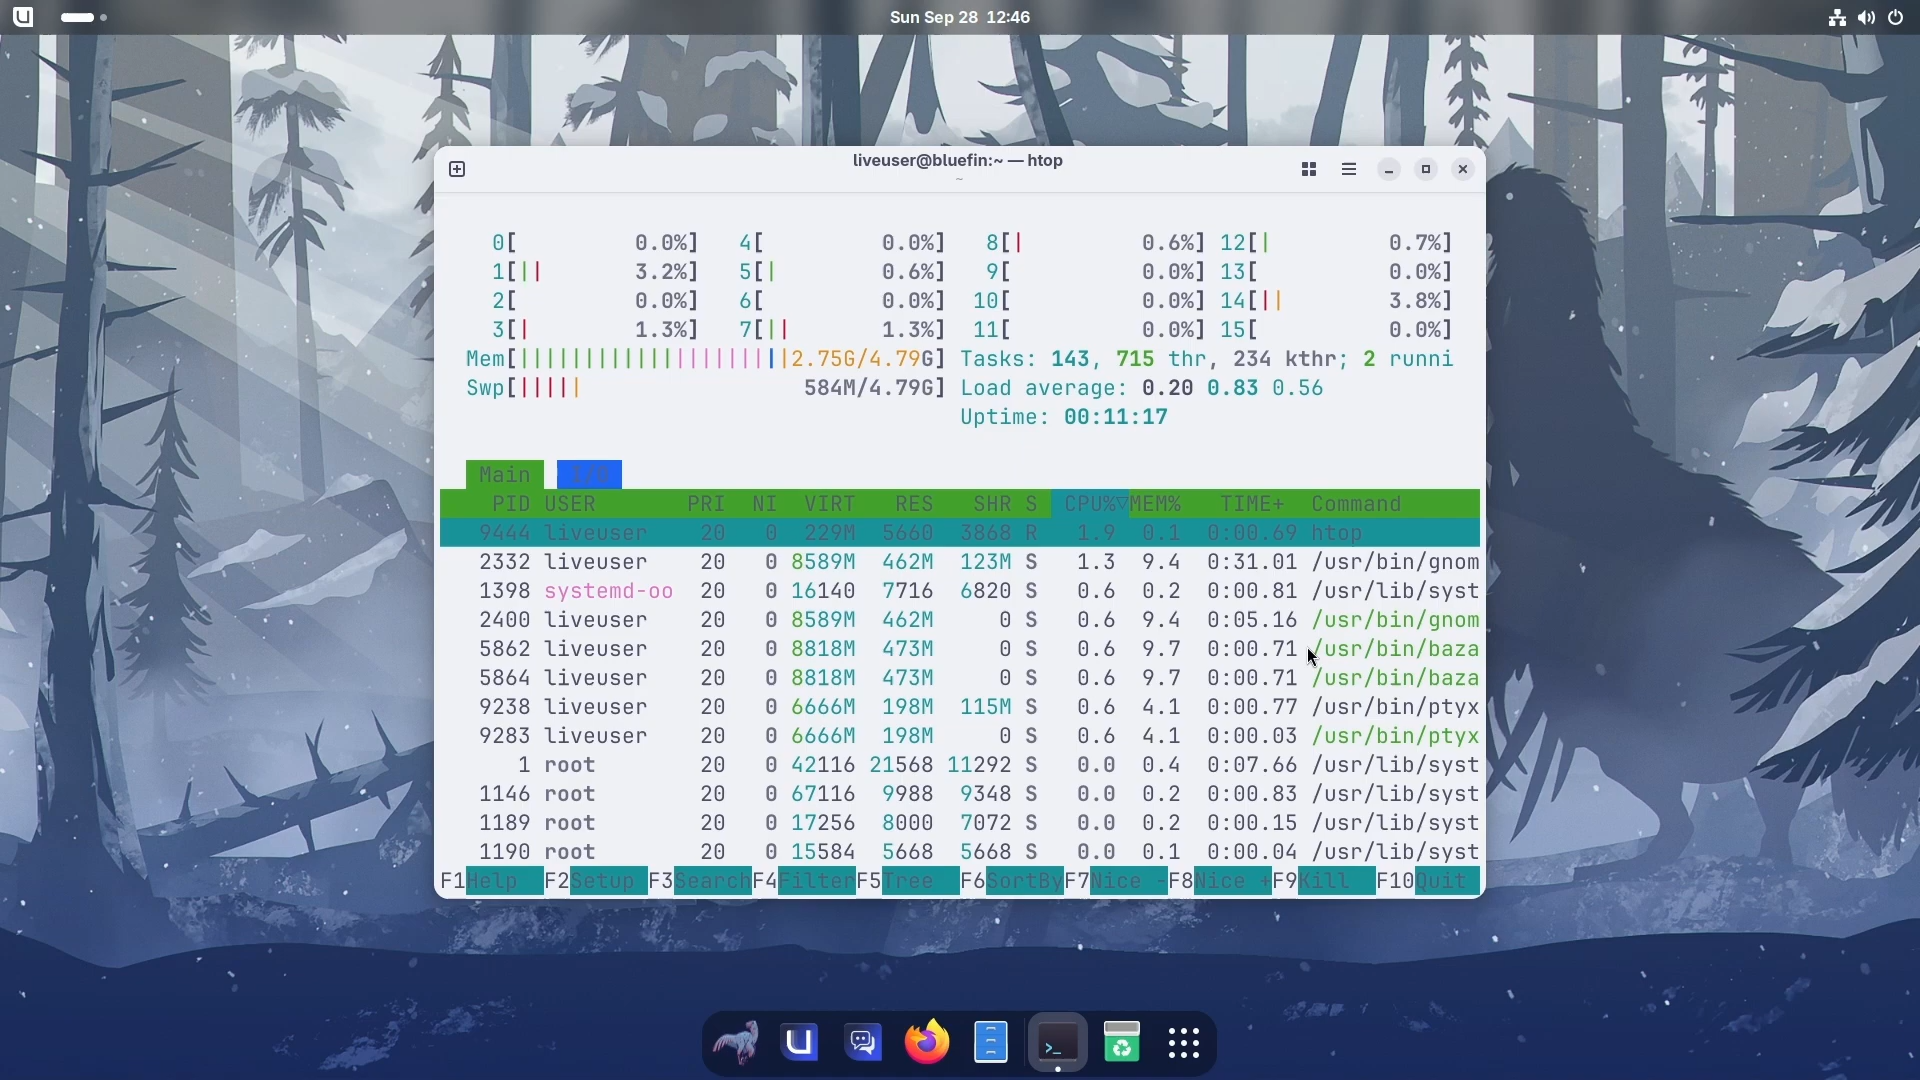 Sun Sep 28 12:46
liveuser@bluefin:~ — htop
~
0[ 0.0%] 4[ 0.0%] 8[| 0.6%] 12[| 0.7%]
1[|| 3.2%] 5[| 0.6%] 9[ 0.0%] 13[ 0.0%]
2[ 0.0%] 6[ 0.0%] 10[ 0.0%] 14[|| 3.8%]
3[| 1.3%] 7[|| 1.3%] 11[ 0.0%] 15[ 0.0%]
Mem[|||||||||||||||||||||2.75G/4.79G] Tasks: 143, 715 thr, 234 kthr; 2 runni
Swp[||||| 584M/4.79G] Load average: 0.20 0.83 0.56
Uptime: 00:11:17
Main I/O
PID USER PRI NI VIRT RES SHR S CPU%▽MEM% TIME+ Command
9444 liveuser 20 0 229M 5660 3868 R 1.9 0.1 0:00.69 htop
2332 liveuser 20 0 8589M 462M 123M S 1.3 9.4 0:31.01 /usr/bin/gnom
1398 systemd-oo 20 0 16140 7716 6820 S 0.6 0.2 0:00.81 /usr/lib/syst
2400 liveuser 20 0 8589M 462M 0 S 0.6 9.4 0:05.16 /usr/bin/gnom
5862 liveuser 20 0 8818M 473M 0 S 0.6 9.7 0:00.71 /usr/bin/baza
5864 liveuser 20 0 8818M 473M 0 S 0.6 9.7 0:00.71 /usr/bin/baza
9238 liveuser 20 0 6666M 198M 115M S 0.6 4.1 0:00.77 /usr/bin/ptyx
9283 liveuser 20 0 6666M 198M 0 S 0.6 4.1 0:00.03 /usr/bin/ptyx
1 root 20 0 42116 21568 11292 S 0.0 0.4 0:07.66 /usr/lib/syst
1146 root 20 0 67116 9988 9348 S 0.0 0.2 0:00.83 /usr/lib/syst
1189 root 20 0 17256 8000 7072 S 0.0 0.2 0:00.15 /usr/lib/syst
1190 root 20 0 15584 5668 5668 S 0.0 0.1 0:00.04 /usr/lib/syst
F1Help F2Setup F3SearchF4FilterF5Tree F6SortByF7Nice -F8Nice +F9Kill F10Quit